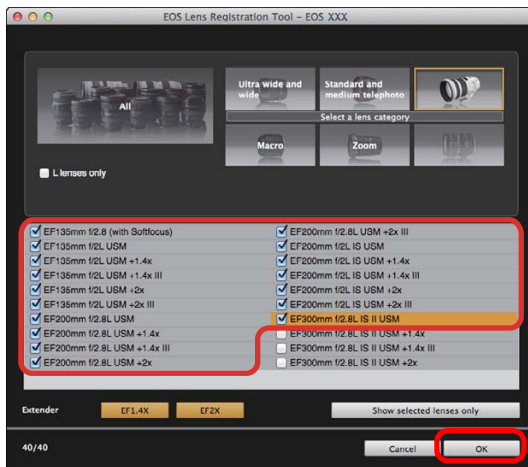 EOS Lens Registration Tool - EOS XXX
All
Ultra wide and
wide
Standard and
medium telephoto
Select a lens category
Macro
Zoom
L lenses only
EF135mm f/2.8 (with Softfocus)
EF135mm f/2L USM
EF135mm f/2L USM +1.4x
EF135mm f/2L USM +1.4x III
EF135mm f/2L USM +2x
EF135mm f/2L USM +2x III
EF200mm f/2.8L USM
EF200mm f/2.8L USM +1.4x
EF200mm f/2.8L USM +1.4x III
EF200mm f/2.8L USM +2x
EF200mm f/2.8L USM +2x III
EF200mm f/2L IS USM
EF200mm f/2L IS USM +1.4x
EF200mm f/2L IS USM +1.4x III
EF200mm f/2L IS USM +2x
EF200mm f/2L IS USM +2x III
EF300mm f/2.8L IS II USM
EF300mm f/2.8L IS II USM +1.4x
EF300mm f/2.8L IS II USM +1.4x III
EF300mm f/2.8L IS II USM +2x
Extender
EF1.4X
EF2X
Show selected lenses only
40/40
Cancel
OK